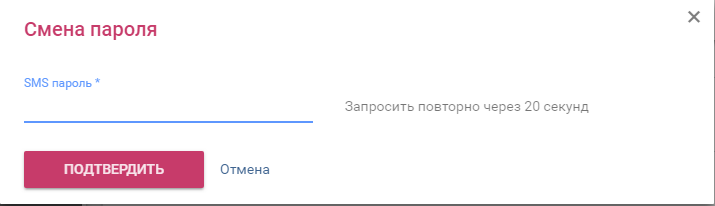 Смена пароля
SMS пароль *
Запросить повторно через 20 секунд
ПОДТВЕРДИТЬ
Отмена